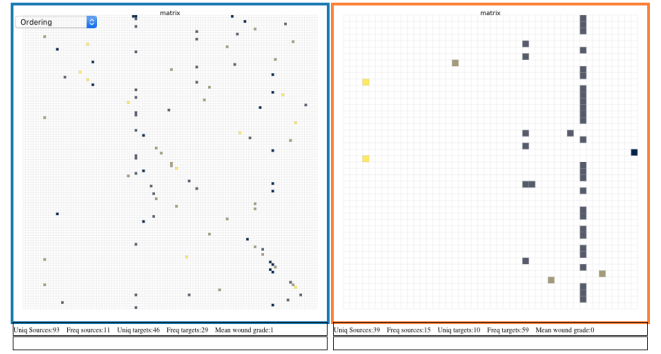 matrix
Ordering
Uniq Sources:93 Freq sources:11 Uniq targets:46 Freq targets:29 Mean wound grade:1
matrix
Uniq Sources:39 Freq sources:15 Uniq targets:10 Freq targets:59 Mean wound grade:0